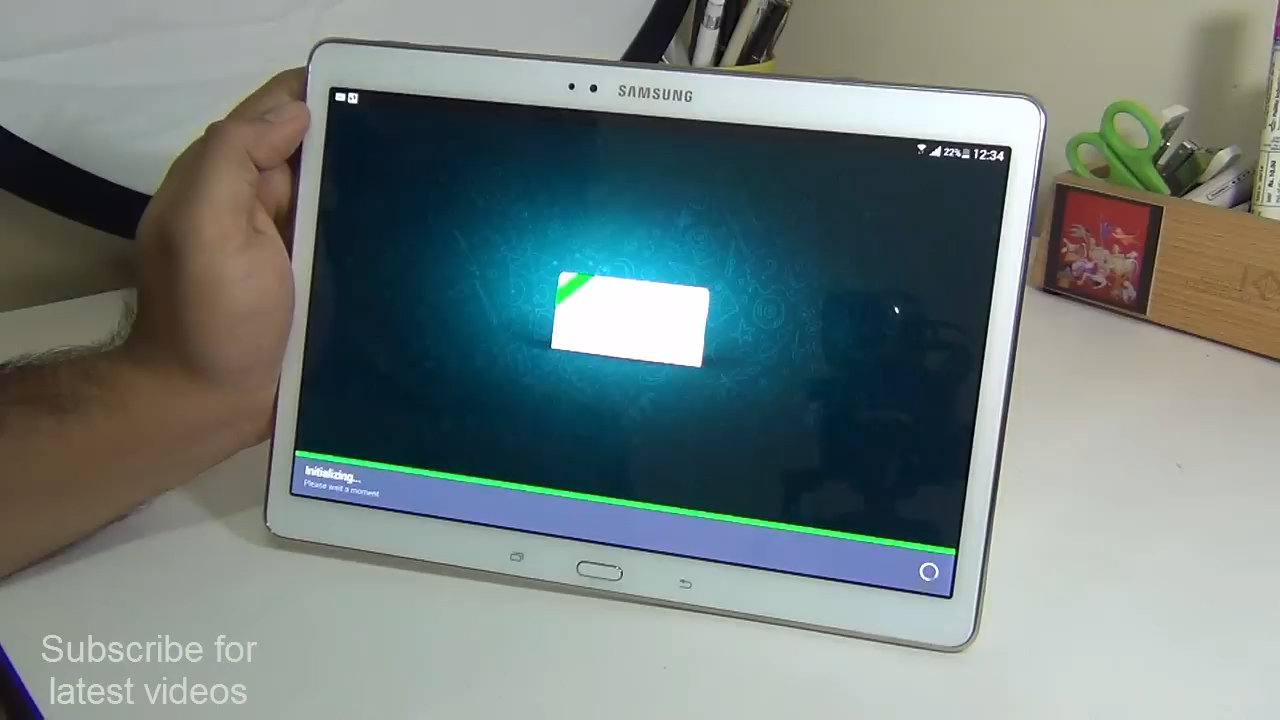 SAMSUNG
22% 12:34
Initializing...
Please wait a moment
Subscribe for
latest videos